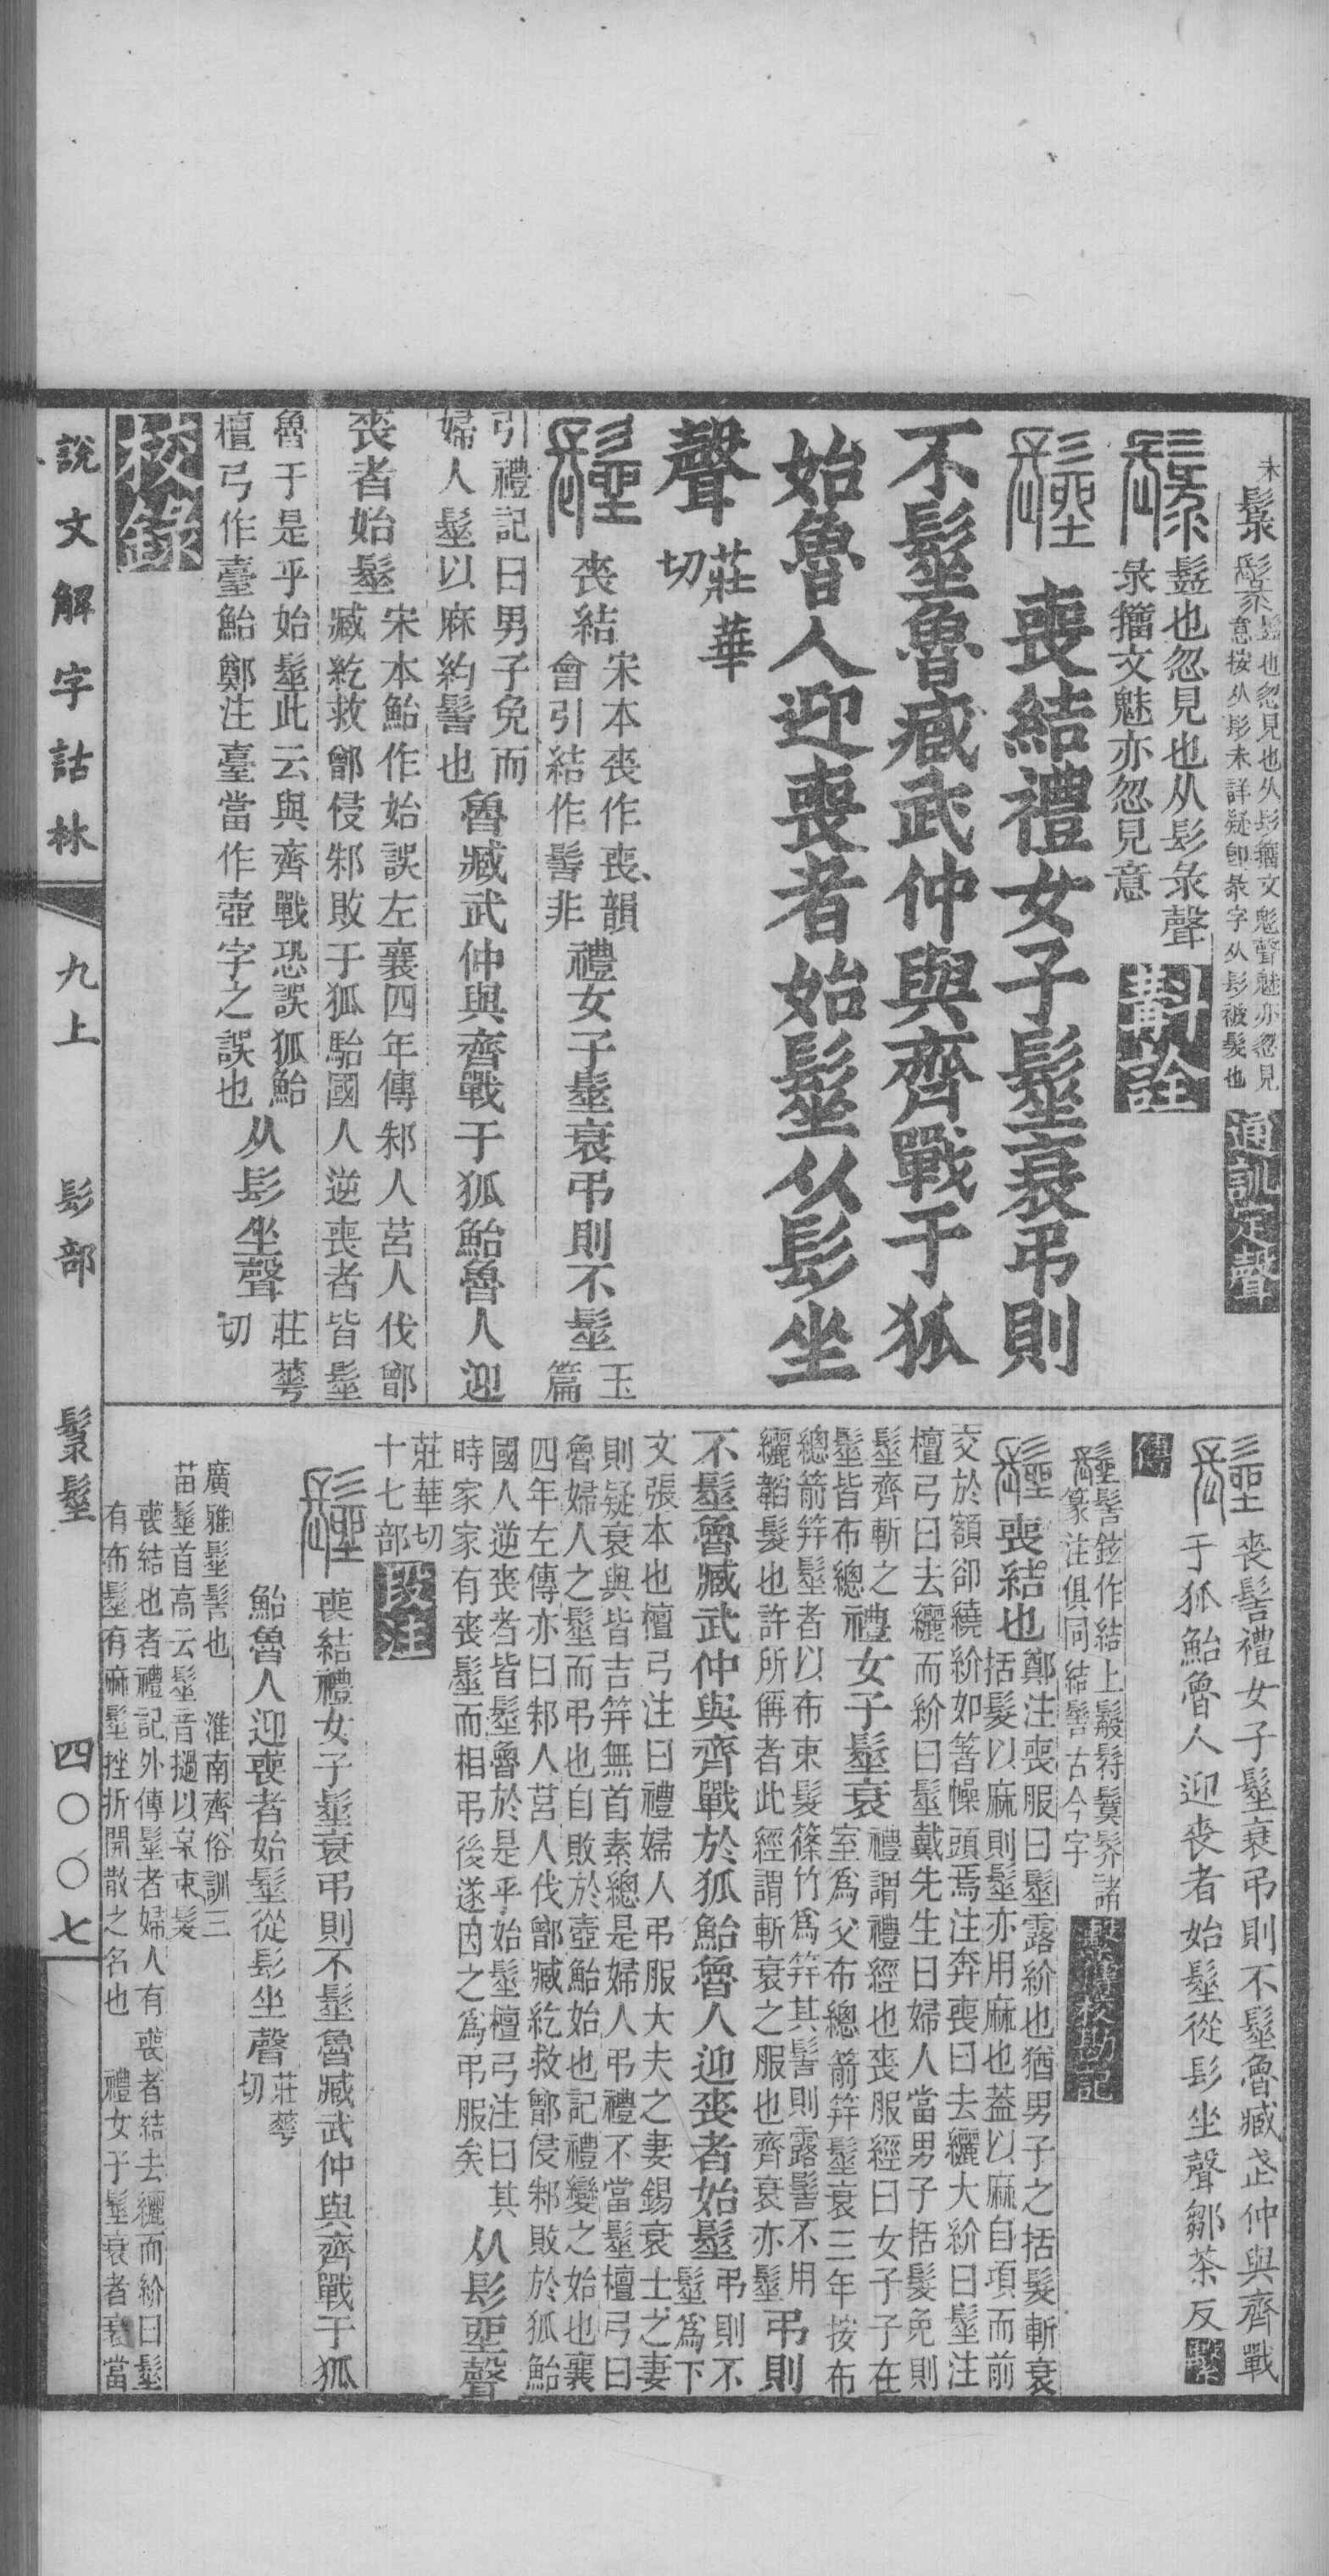 未
髳髳䰐也忽見也从髟籀文魅聲魅亦忽見
意按从髟未詳疑卽彔字从髟被髮也
通訓定聲
䰐也忽見也从髟彔聲
彔籀文魅亦忽見意
斠詮
喪結禮女子髽衰弔則
不髽魯臧武仲與齊戰于狐
鮐魯人迎喪者始髽从髟坐
聲
莊華
切
喪結
宋本喪作喪韻
會引結作髻非
禮女子髽衰弔則不髽
玉
篇
引禮記曰男子免而
婦人髽以麻約髻也
魯臧武仲與齊戰于狐鮐魯人迎
喪者始髽
宋本鮐作始誤左襄四年傳邾人莒人伐鄫
臧紇救鄫侵邾敗于狐駘國人逆喪者皆髽
魯于是乎始髽此云與齊戰恐誤狐鮐
檀弓作臺鮐鄭注臺當作壺字之誤也
从髟坐聲
莊華
切
校錄
喪髻禮女子髽衰弔則不髽魯臧武仲與齊戰
于狐鮐魯人迎喪者始髽從髟坐聲鄒茶反
繫
傳
髽髻鉉作結上鬗髣鬕髺諸
篆注俱同結髻古今字
繫傳校勘記
喪結也
鄭注喪服曰髽露紒也猶男子之括髮斬衰
括髮以麻則髽亦用麻也蓋以麻自項而前
交於額卻繞紒如箸幓頭焉注奔喪曰去纚大紒曰髽注
檀弓曰去纚而紒曰髽戴先生曰婦人當男子括髮免則
髽齊斬之
髽皆布總
禮女子髽衰
禮謂禮經也喪服經曰女子子在
室爲父布總箭筓髽衰三年按布
總箭筓髽者以布束髮篠竹爲筓其髻則露髻不用
纚韜髮也許所偁者此經謂斬衰之服也齊衰亦髽
弔則
不髽魯臧武仲與齊戰於狐鮐魯人迎喪者始髽
弔則不
髽爲下
文張本也檀弓注曰禮婦人弔服大夫之妻錫衰士之妻
則疑衰與皆吉筓無首素總是婦人弔禮不當髽檀弓曰
魯婦人之髽而弔也自敗於壺鮐始也記禮變之始也襄
四年左傳亦曰邾人莒人伐鄫臧紇救鄫侵邾敗於狐鮐
國人逆喪者皆髽魯於是乎始髽檀弓注曰其
時家家有喪髽而相弔後遂因之爲弔服矣
从髟坐聲
莊華切
十七部
段注
喪結禮女子髽衰弔則不髽魯臧武仲與齊戰于狐
鮐魯人迎喪者始髽從髟坐聲
莊華
切
廣雅髽髻也
淮南齊俗訓三
苗髽首高云髽音撾以枲束髮
喪結也者禮記外傳髽者婦人有喪者結去纚而紒曰髽
有布髽有麻髽挫折開散之名也
禮女子髽衰者衰當
說文解字詁林
九上
髟部
髳髽
四〇〇七